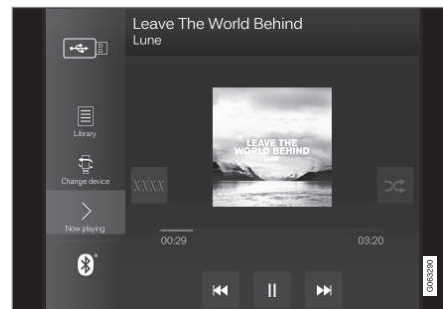 Leave The World Behind
Lune
Library
Change device
Now playing
LEAVE THE
WORLD BEHIND
LUNE
XXXX
00:29
03:20
G063290